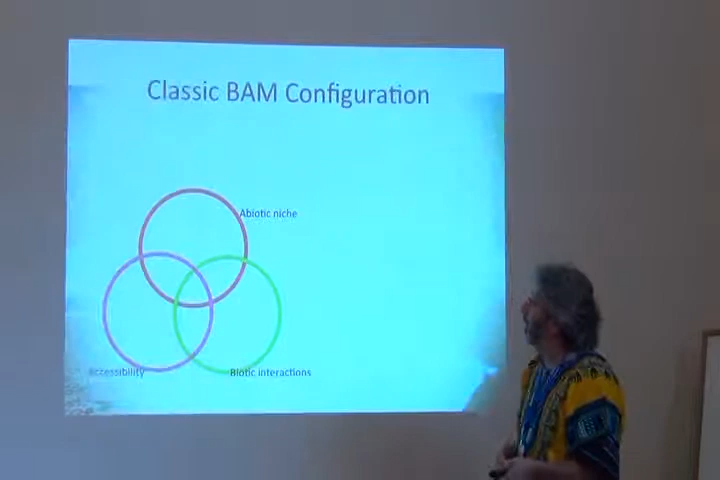 Classic BAM Configuration
Abiotic niche
Accessibility
Biotic interactions